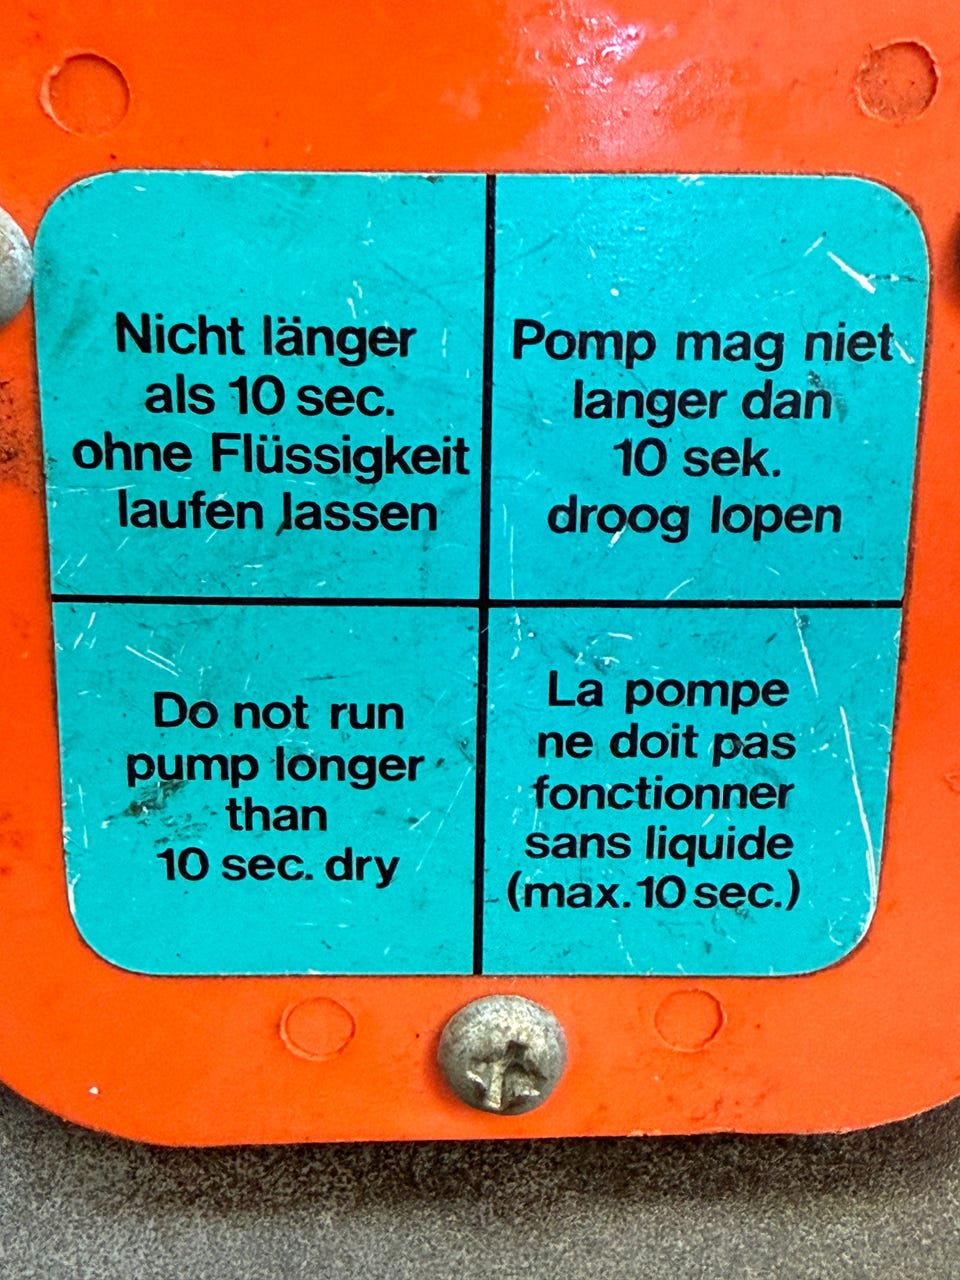 Nicht länger
als 10 sec.
ohne Flüssigkeit
laufen lassen
Pomp mag niet
langer dan
10 sek.
droog lopen
Do not run
pump longer
than
10 sec. dry
La pompe
ne doit pas
fonctionner
sans liquide
(max. 10 sec.)